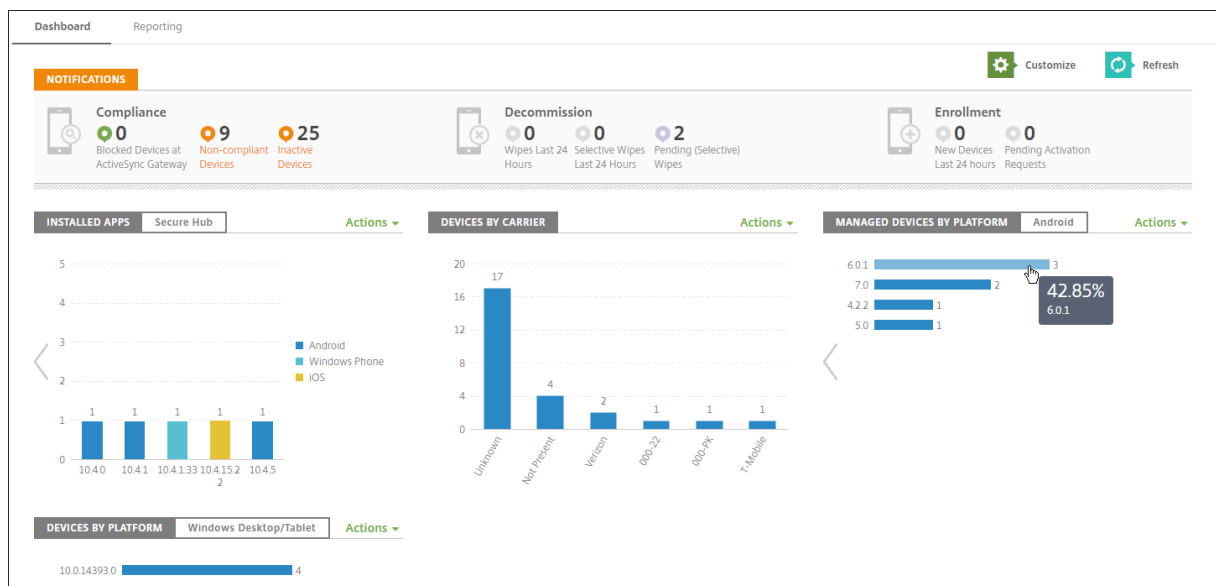 Dashboard Reporting
Customize Refresh
NOTIFICATIONS
Compliance
0 9 25
Blocked Devices at Non-compliant Inactive
ActiveSync Gateway Devices Devices
Decommission
0 0 2
Wipes Last 24 Selective Wipes Pending (Selective)
Hours Last 24 Hours Wipes
Enrollment
0 0
New Devices Pending Activation
Last 24 hours Requests
INSTALLED APPS Secure Hub Actions
5
4
3
2
1
0
1 1 1 1 1
10.4.0 10.4.1 10.4.1.33 10.4.15.2 10.4.5
2
Android
Windows Phone
iOS
DEVICES BY CARRIER Actions
20
16
12
8
4
0
17
4
2
1
1
1
Unknown
Not Present
Verizon
000-22
000-PK
T-Mobile
MANAGED DEVICES BY PLATFORM Android Actions
6.0.1 3
7.0 2
4.2.2 1
5.0 1
42.85%
6.0.1
DEVICES BY PLATFORM Windows Desktop/Tablet Actions
10.0.14393.0 4